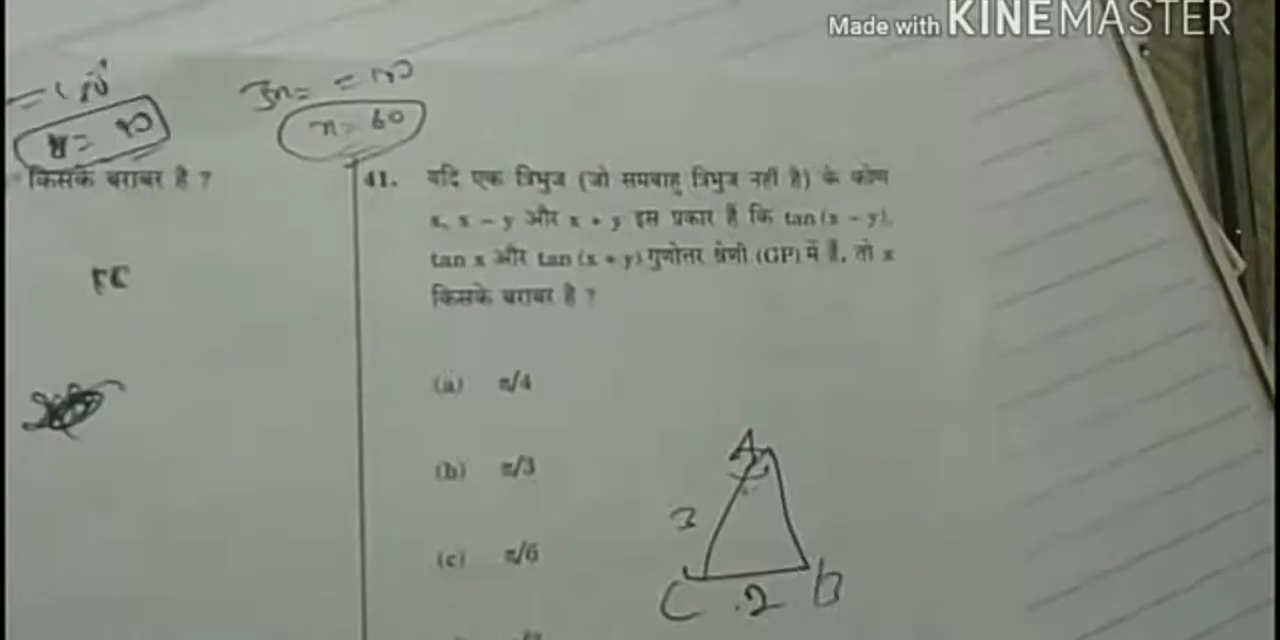 Made with KINEMASTER
n = 60
किसके बराबर है ?
41. यदि एक त्रिभुज (जो समबाहु त्रिभुज नहीं है) के कोण
x, x − y और x + y इस प्रकार हैं कि tan (x − y),
tan x और tan (x + y) गुणोत्तर श्रेणी (GP) में हैं, तो x
किसके बराबर है ?
(a) π/4
(b) π/3
(c) π/6
A
3
C 2 B